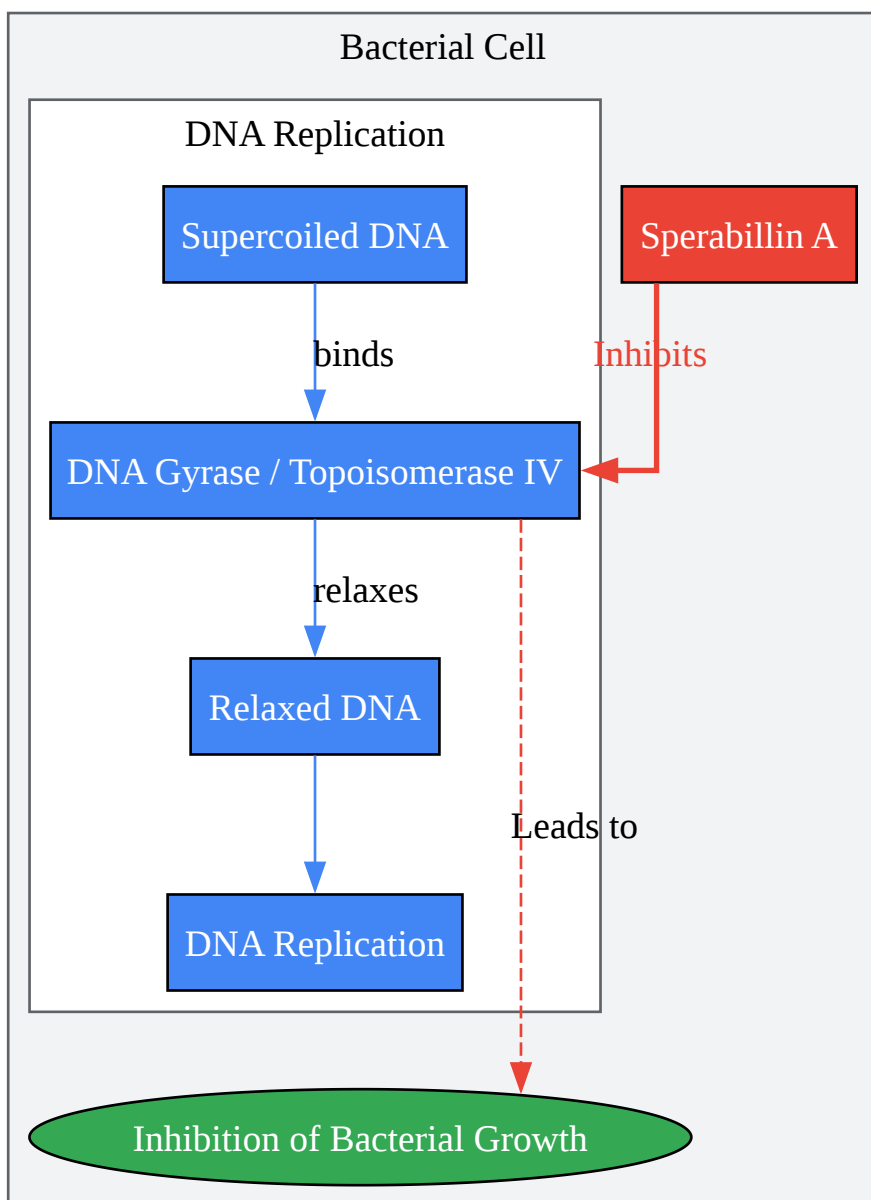 Bacterial Cell
DNA Replication
Supercoiled DNA
Sperabillin A
binds
Inhibits
DNA Gyrase / Topoisomerase IV
relaxes
Relaxed DNA
Leads to
DNA Replication
Inhibition of Bacterial Growth